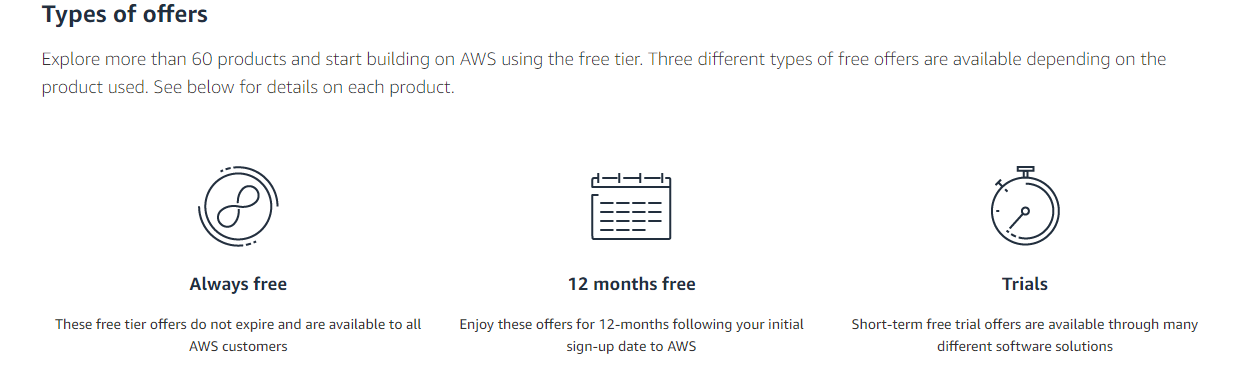 Types of offers
Explore more than 60 products and start building on AWS using the free tier. Three different types of free offers are available depending on the
product used. See below for details on each product.
Always free
These free tier offers do not expire and are available to all
AWS customers
12 months free
Enjoy these offers for 12-months following your initial
sign-up date to AWS
Trials
Short-term free trial offers are available through many
different software solutions